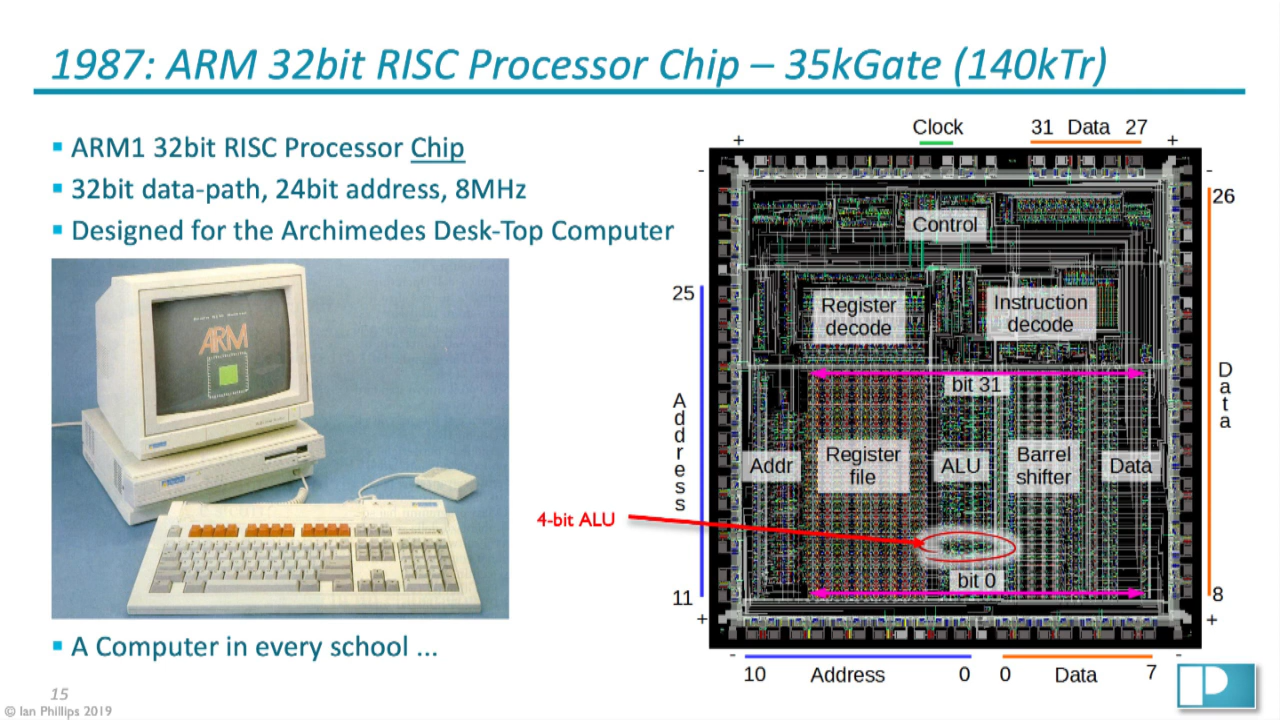 1987: ARM 32bit RISC Processor Chip – 35kGate (140kTr)
▪ ARM1 32bit RISC Processor Chip
▪ 32bit data-path, 24bit address, 8MHz
▪ Designed for the Archimedes Desk-Top Computer
ARM
▪ A Computer in every school ...
Clock
31 Data 27
+
+
-
-
26
Control
25
Register
decode
Instruction
decode
bit 31
Address
Data
Addr
Register
file
ALU
Barrel
shifter
Data
4-bit ALU
bit 0
11
8
+
+
-
-
10 Address 0
0 Data 7
P
15
© Ian Phillips 2019